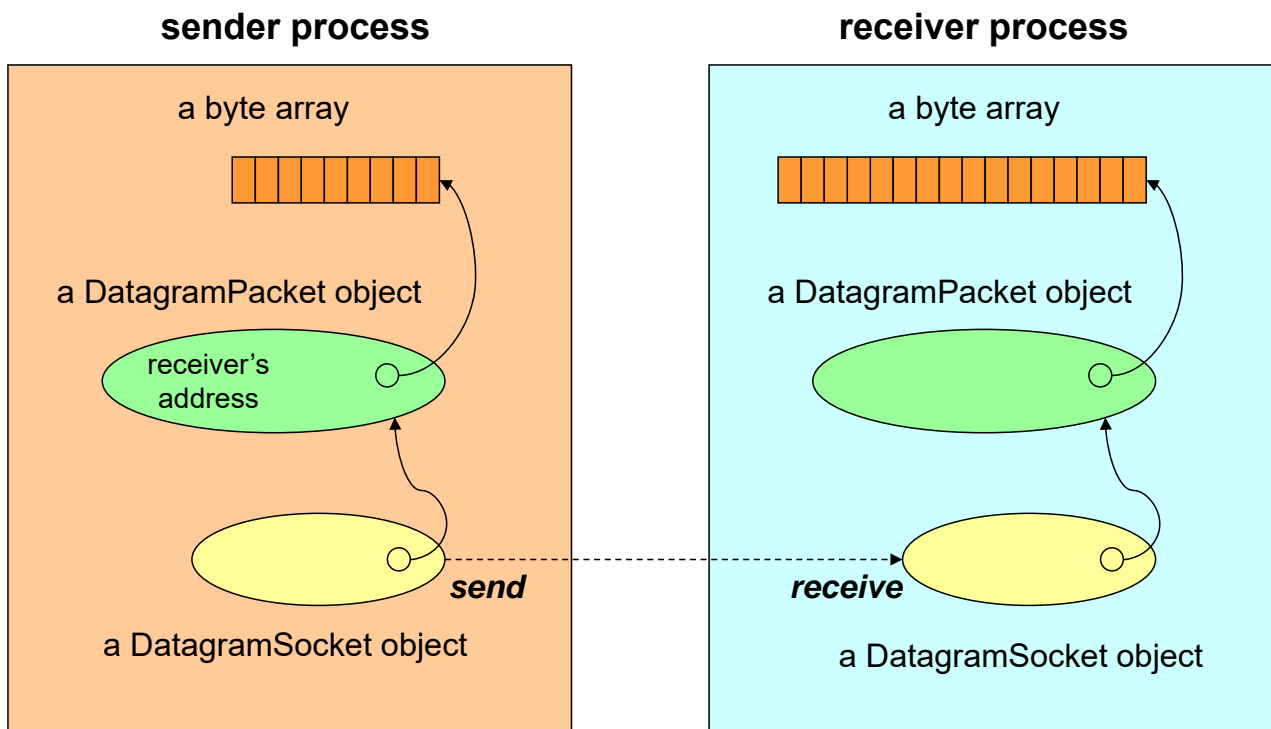 sender process
a byte array
a DatagramPacket object
receiver's
address
send
a DatagramSocket object
receiver process
a byte array
a DatagramPacket object
receive
a DatagramSocket object